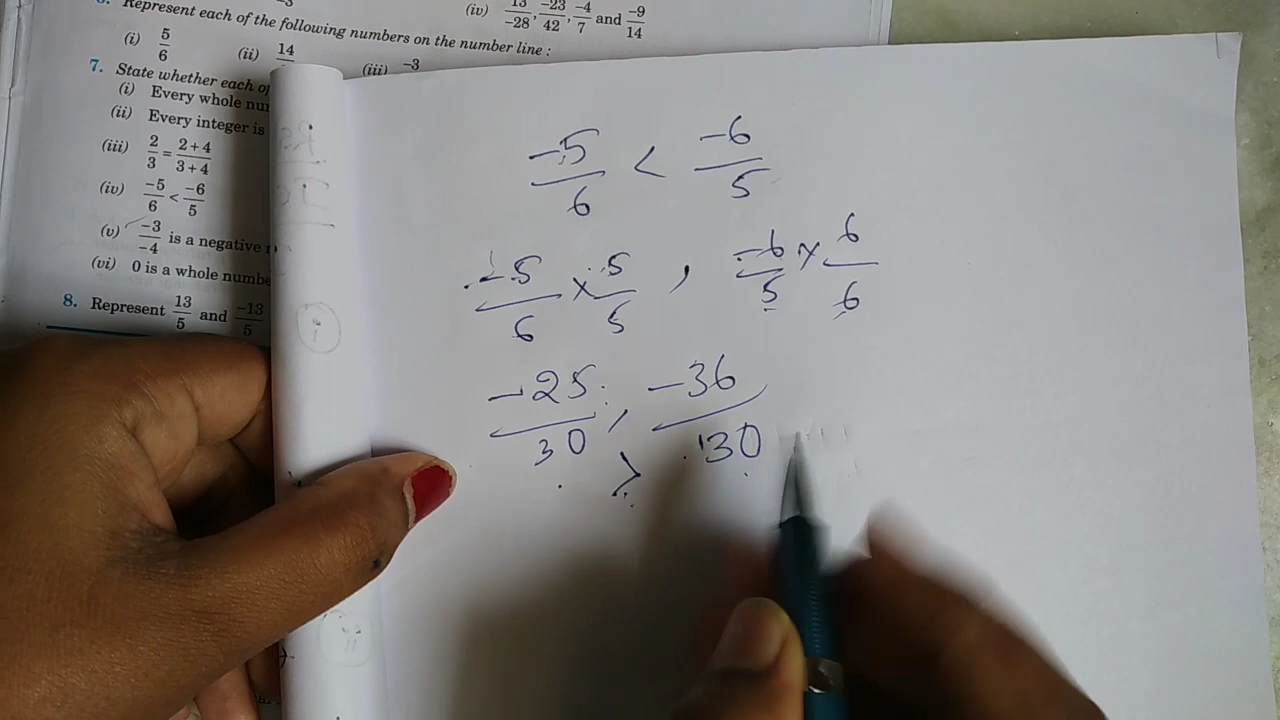 6. Represent each of the following numbers on the number line :
(iv) 13/-28, -23/42, -4/7 and -9/14
(i) 5/6 (ii) 14 (iii) -3
7. State whether each of
(i) Every whole num
(ii) Every integer is
(iii) 2/3 = 2+4/3+4
(iv) -5/6 < -6/5
(v) -3/-4 is a negative
(vi) 0 is a whole numbe
8. Represent 13/5 and -13/5
-5/6 < -6/5
-5/6 × 5/5 , -6/5 × 6/6
-25/30 , -36/30
>